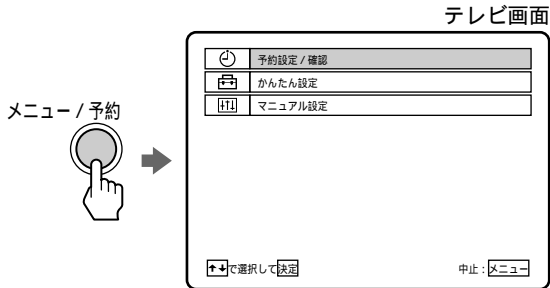 テレビ画面
メニュー / 予約
予約設定 / 確認
かんたん設定
マニュアル設定
↑↓で選択して決定
中止 : メニュー